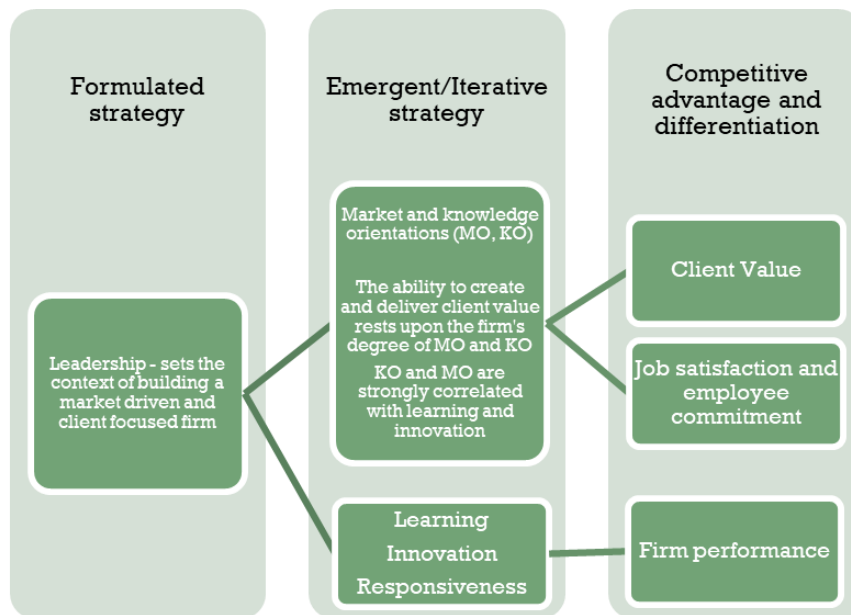 Formulated
strategy
Leadership - sets the
context of building a
market driven and
client focused firm
Emergent/Iterative
strategy
Market and knowledge
orientations (MO, KO)
The ability to create
and deliver client value
rests upon the firm's
degree of MO and KO
KO and MO are
strongly correlated
with learning and
innovation
Learning
Innovation
Responsiveness
Competitive
advantage and
differentiation
Client Value
Job satisfaction and
employee
commitment
Firm performance